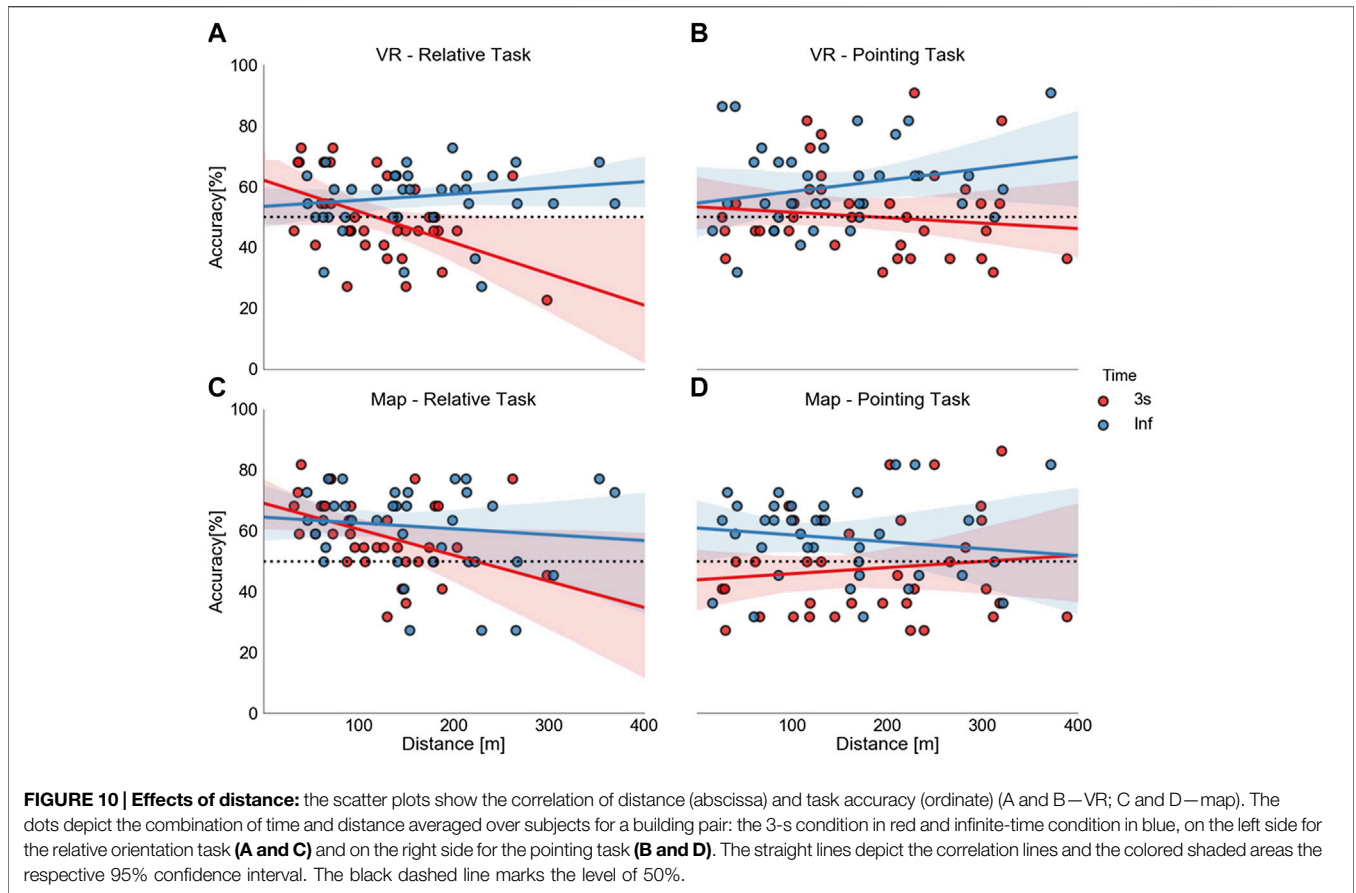 A
VR - Relative Task
100
80
60
40
20
0
Accuracy[%]
B
VR - Pointing Task
C
Map - Relative Task
100
80
60
40
20
0
Accuracy[%]
100
200
300
400
Distance [m]
D
Map - Pointing Task
100
200
300
400
Distance [m]
Time
3s
Inf
FIGURE 10 | Effects of distance: the scatter plots show the correlation of distance (abscissa) and task accuracy (ordinate) (A and B—VR; C and D—map). The
dots depict the combination of time and distance averaged over subjects for a building pair: the 3-s condition in red and infinite-time condition in blue, on the left side for
the relative orientation task (A and C) and on the right side for the pointing task (B and D). The straight lines depict the correlation lines and the colored shaded areas the
respective 95% confidence interval. The black dashed line marks the level of 50%.